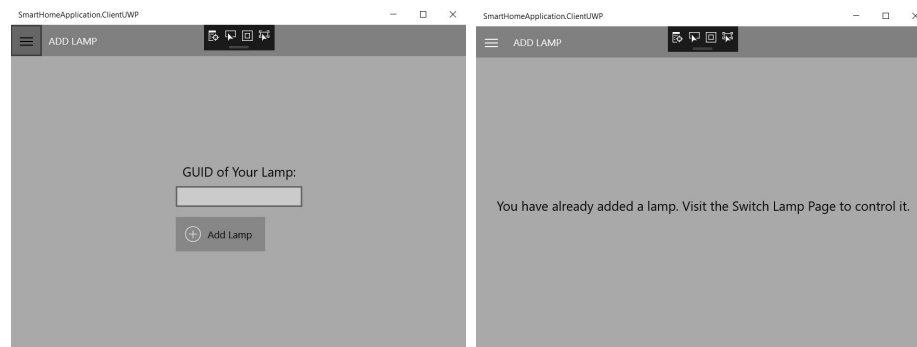 SmartHomeApplication.ClientUWP
ADD LAMP
GUID of Your Lamp:
Add Lamp
SmartHomeApplication.ClientUWP
ADD LAMP
You have already added a lamp. Visit the Switch Lamp Page to control it.